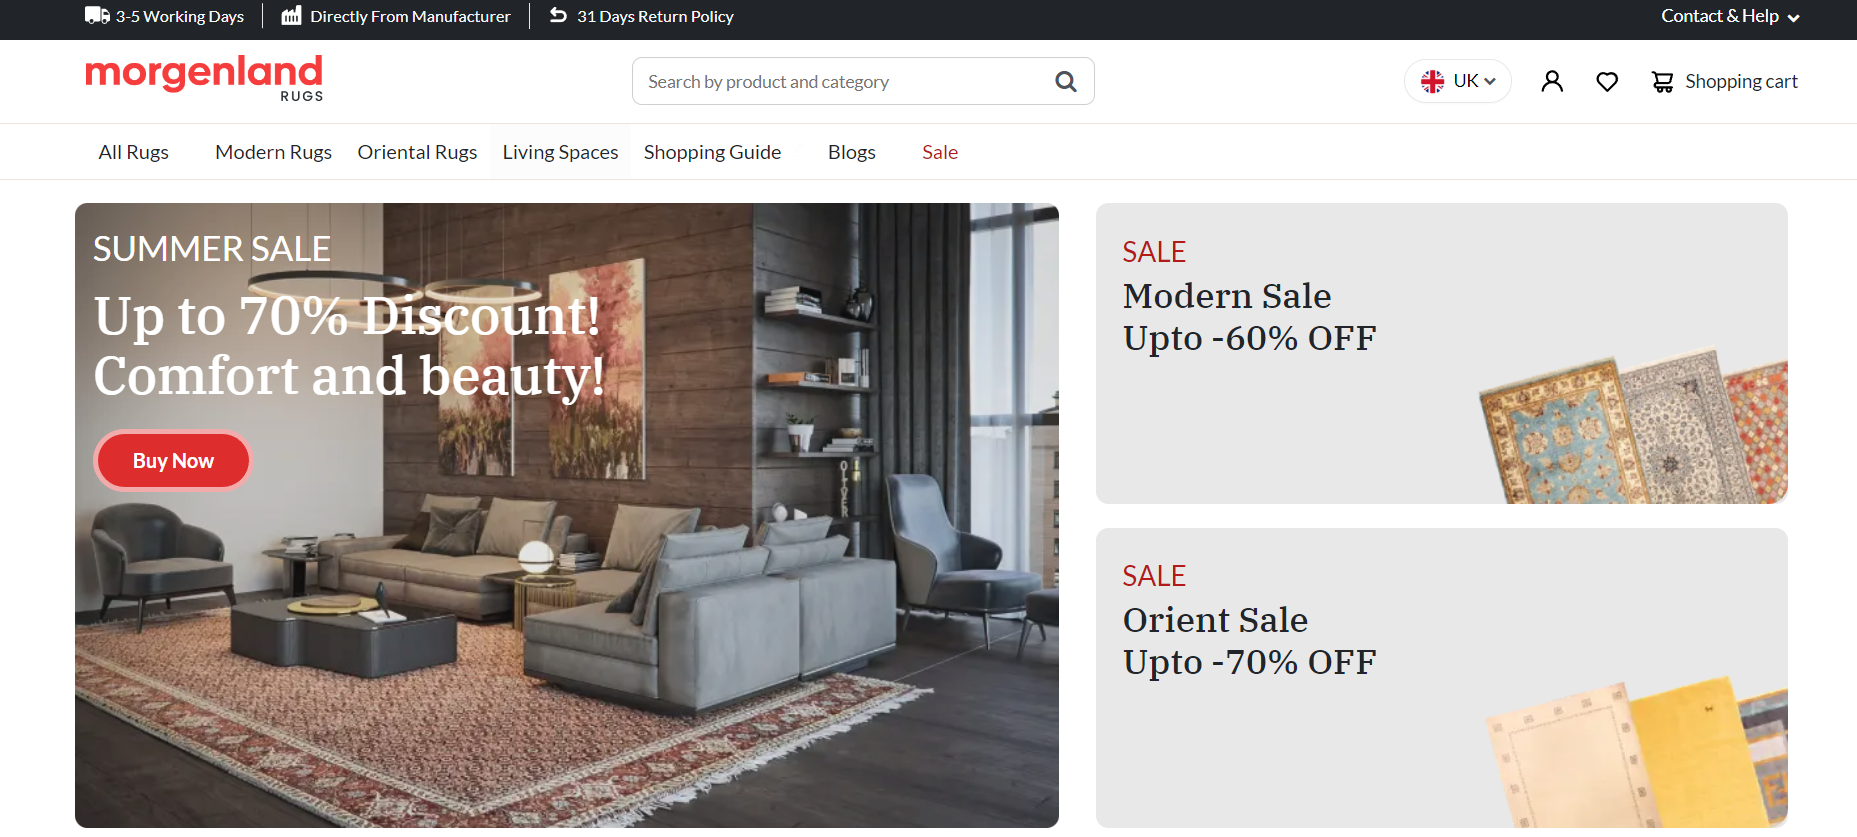 3-5 Working Days
Directly From Manufacturer
31 Days Return Policy
Contact & Help
morgenland
RUGS
Search by product and category
UK
Shopping cart
All Rugs
Modern Rugs
Oriental Rugs
Living Spaces
Shopping Guide
Blogs
Sale
SUMMER SALE
Up to 70% Discount!
Comfort and beauty!
Buy Now
SALE
Modern Sale
Upto -60% OFF
SALE
Orient Sale
Upto -70% OFF